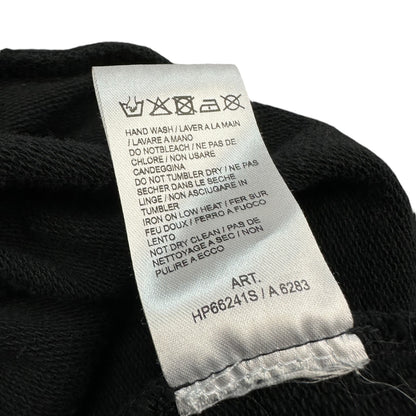 HAND WASH / LAVER A LA MAIN
/ LAVARE A MANO
DO NOTBLEACH / NE PAS DE
CHLORE / NON USARE
CANDEGGINA
DO NOT TUMBLER DRY / NE PAS
SECHER DANS LE SECHE
LINGE / NON ASCIUGARE IN
TUMBLER
IRON ON LOW HEAT / FER SUR
FEU DOUX / FERRO A FUOCO
LENTO
NOT DRY CLEAN / PAS DE
NETTOYAGE A SEC / NON
PULIRE A ECCO
ART.
HP66241S / A 6283